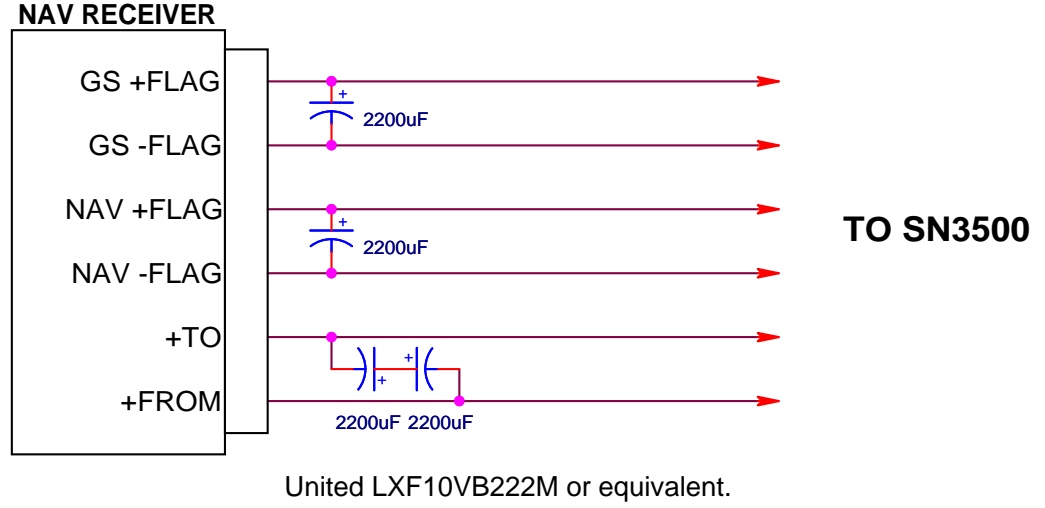 NAV RECEIVER
GS +FLAG
+
2200uF
GS -FLAG
NAV +FLAG
+
2200uF
TO SN3500
NAV -FLAG
+TO
+
+
+FROM
2200uF 2200uF
United LXF10VB222M or equivalent.